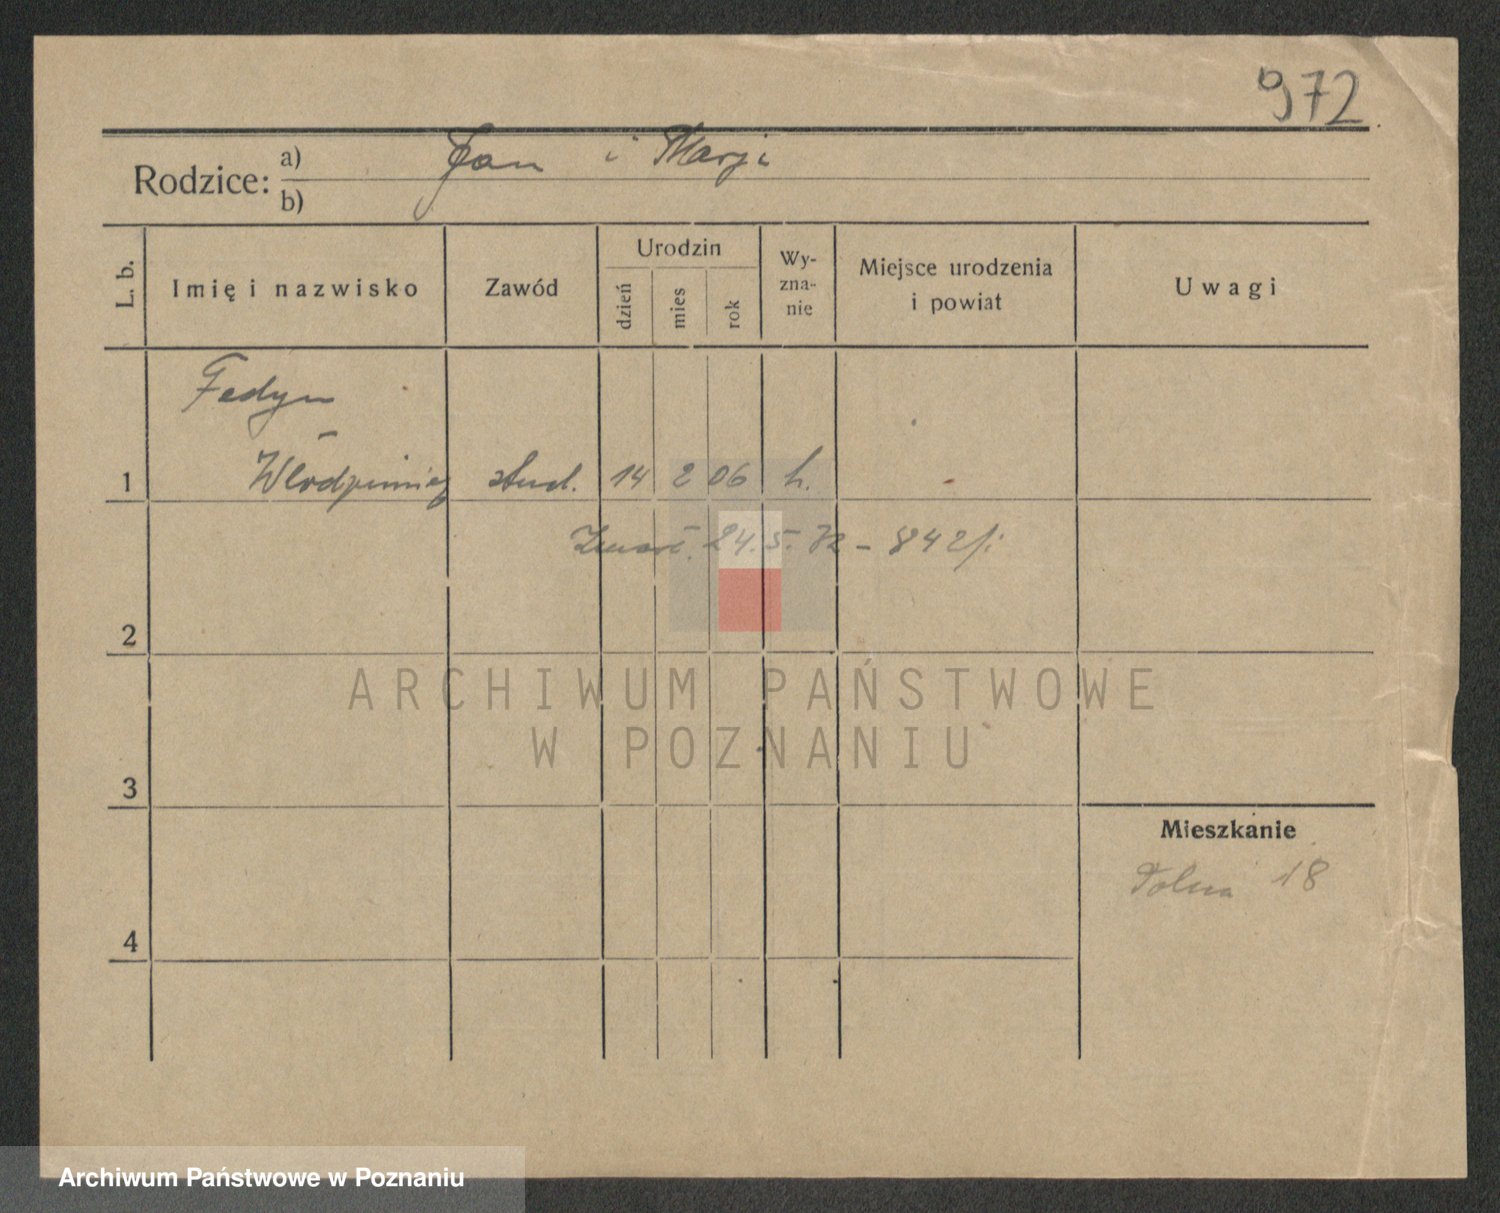 972
Rodzice: a) Jan i Marji
b)
L. b.
Imię i nazwisko
Zawód
Urodzin
dzień
mies
rok
Wy-
zna-
nie
Miejsce urodzenia
i powiat
Uwagi
Fedyn
1 Włodzimierz stud. 14 2 06 h.
24.5.72 - 842
2
ARCHIWUM PAŃSTWOWE
W POZNANIU
3
Mieszkanie
18
4
Archiwum Państwowe w Poznaniu